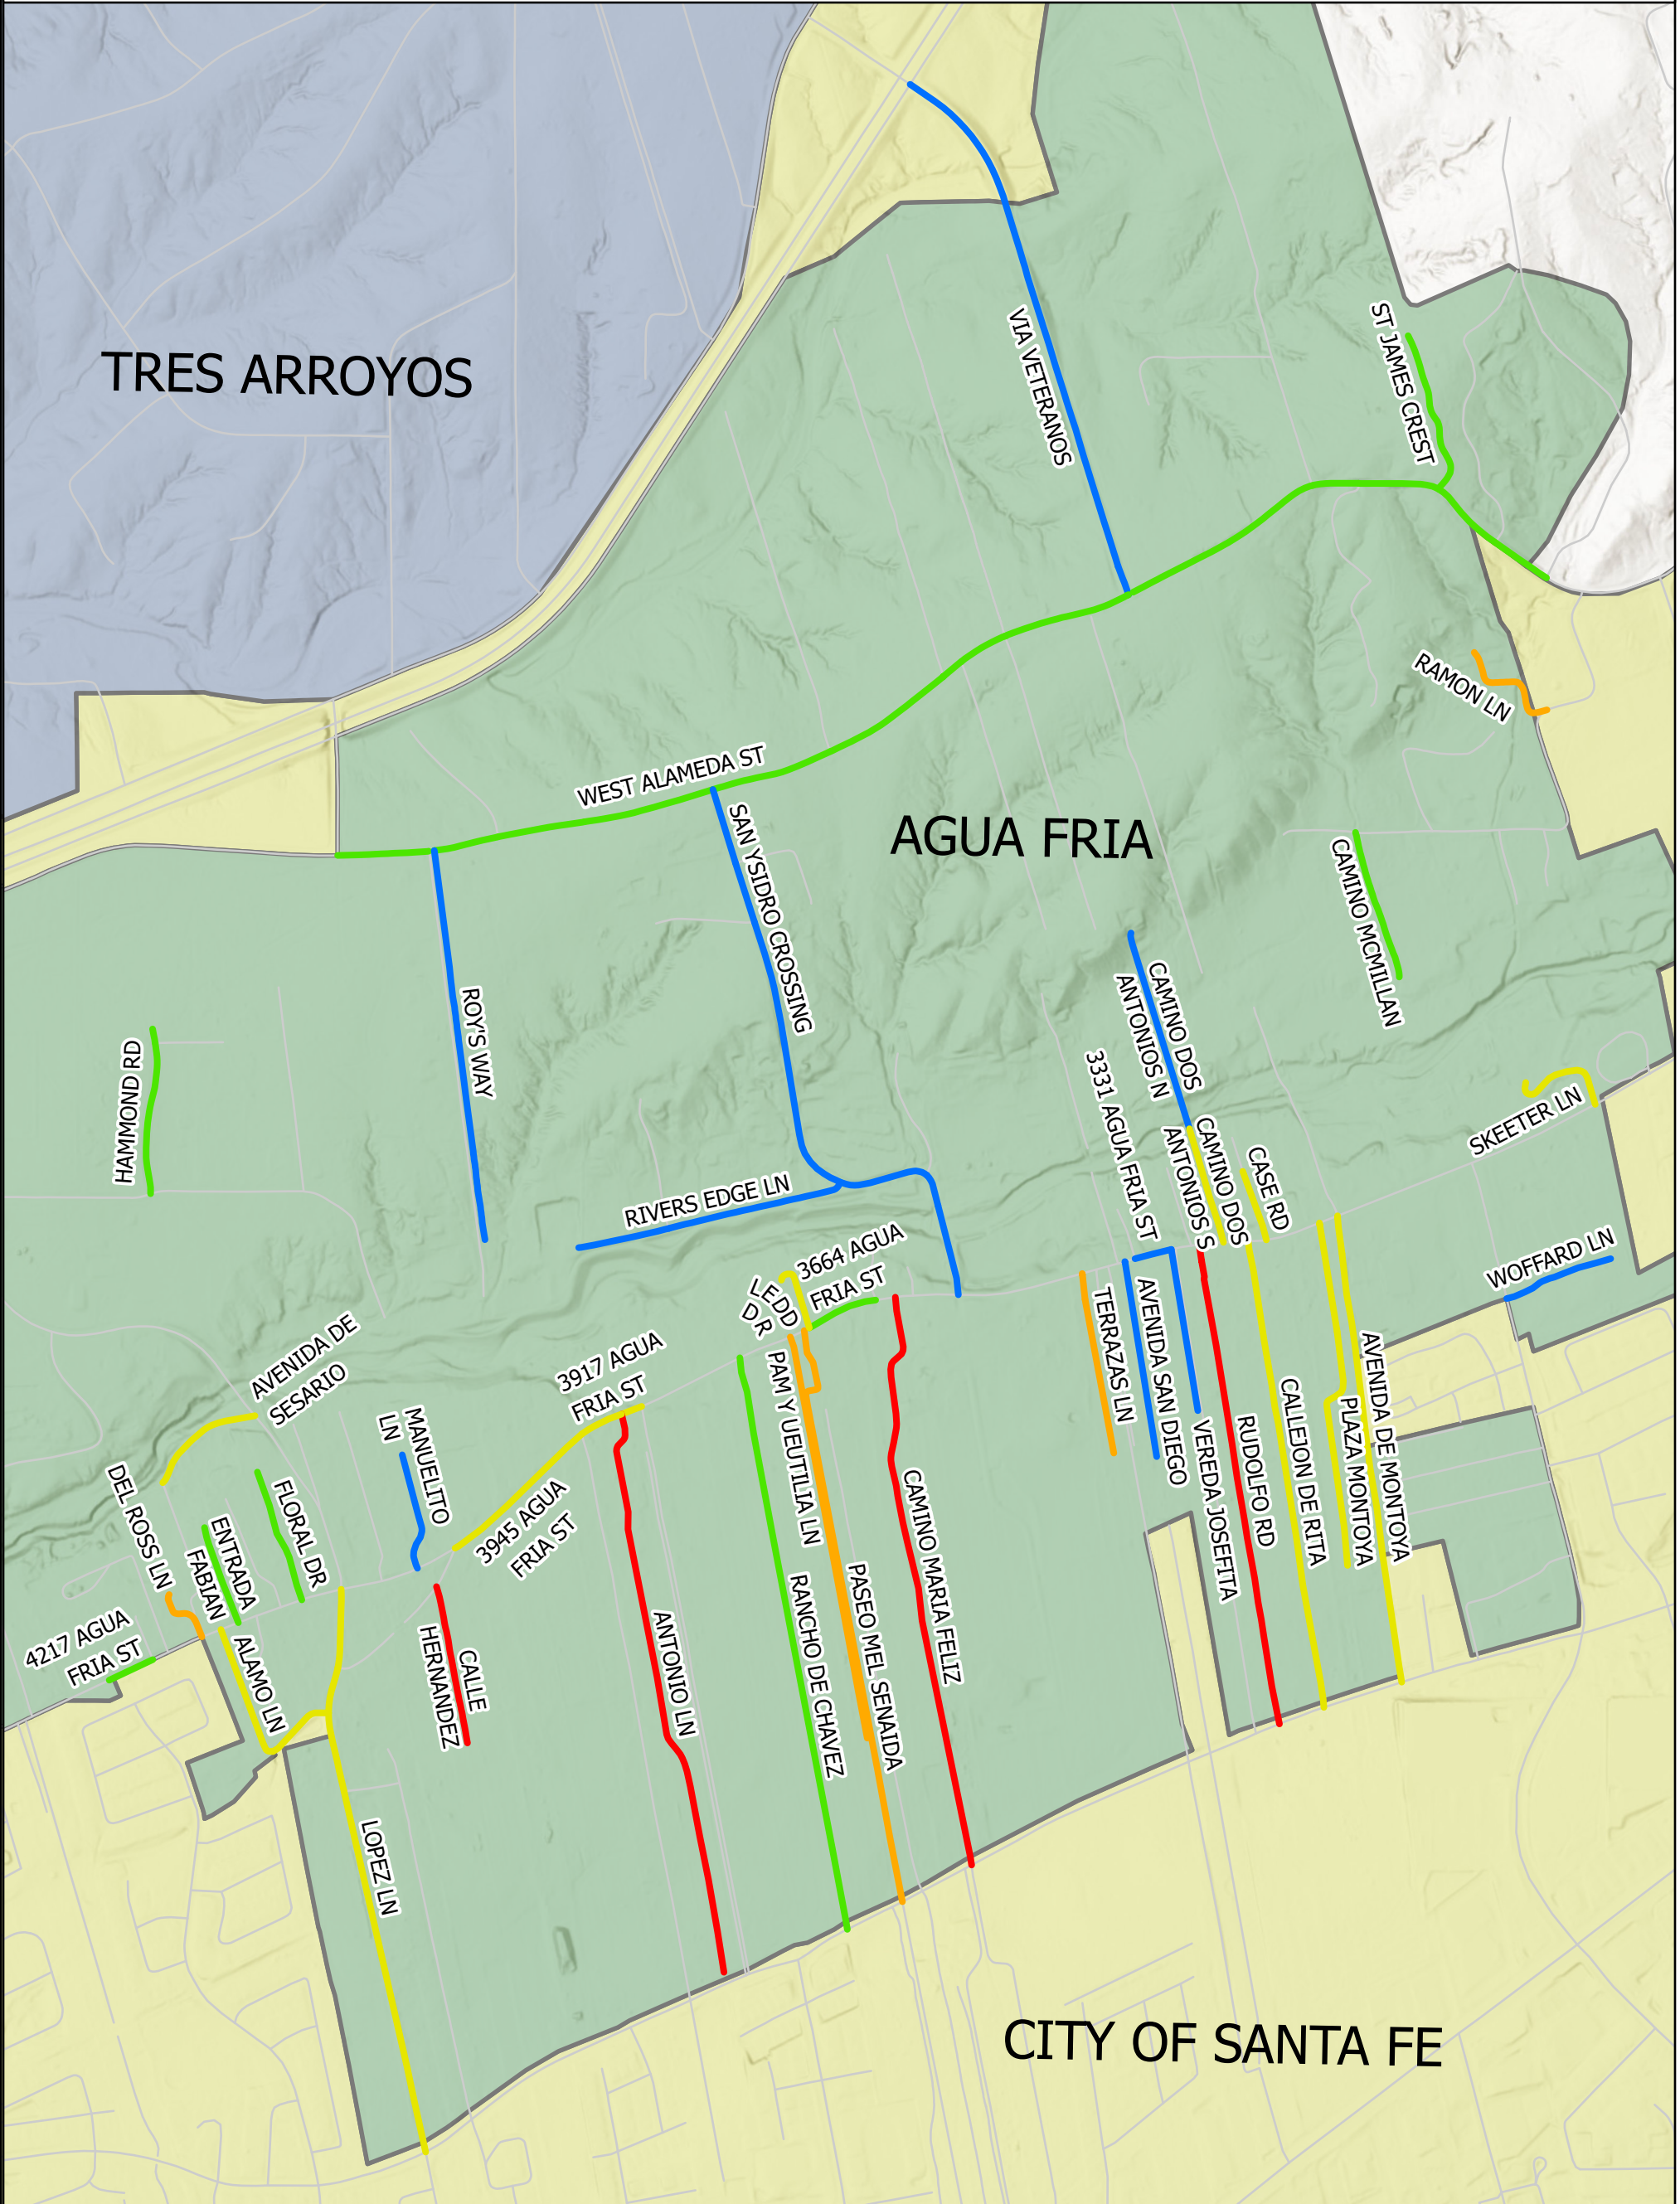 TRES ARROYOS
VIA VETERANOS
ST JAMES CREST
RAMON LN
WEST ALAMEDA ST
AGUA FRIA
SAN YSIDRO CROSSING
CAMINO MCMILLAN
ROY'S WAY
CAMINO DOS
ANTONIOS N
HAMMOND RD
3331 AGUA FRIA ST
SKEETER LN
CAMINO DOS
ANTONIOS S
CASE RD
RIVERS EDGE LN
3664 AGUA
FRIA ST
LEDD
DR
WOFFARD LN
AVENIDA DE
SESARIO
3917 AGUA
FRIA ST
TERRAZAS LN
AVENIDA SAN DIEGO
VEREDA JOSEFITA
RUDOLFO RD
CALLEJON DE RITA
PLAZA MONTOYA
AVENIDA DE MONTOYA
PAM Y UEUTILIA LN
MANUELITO
LN
DEL ROSS LN
ENTRADA
FABIAN
FLORAL DR
3945 AGUA
FRIA ST
CAMINO MARIA FELIZ
4217 AGUA
FRIA ST
ALAMO LN
CALLE
HERNANDEZ
ANTONIO LN
RANCHO DE CHAVEZ
PASEO MEL SENAIDA
LOPEZ LN
CITY OF SANTA FE